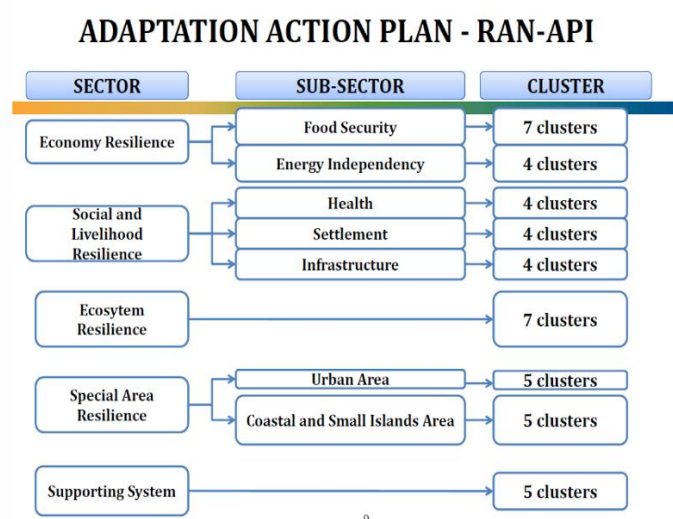 ADAPTATION ACTION PLAN - RAN-API
SECTOR
SUB-SECTOR
CLUSTER
Economy Resilience
Food Security
7 clusters
Energy Independency
4 clusters
Social and
Livelihood
Resilience
Health
4 clusters
Settlement
4 clusters
Infrastructure
4 clusters
Ecosytem
Resilience
7 clusters
Special Area
Resilience
Urban Area
5 clusters
Coastal and Small Islands Area
5 clusters
Supporting System
5 clusters